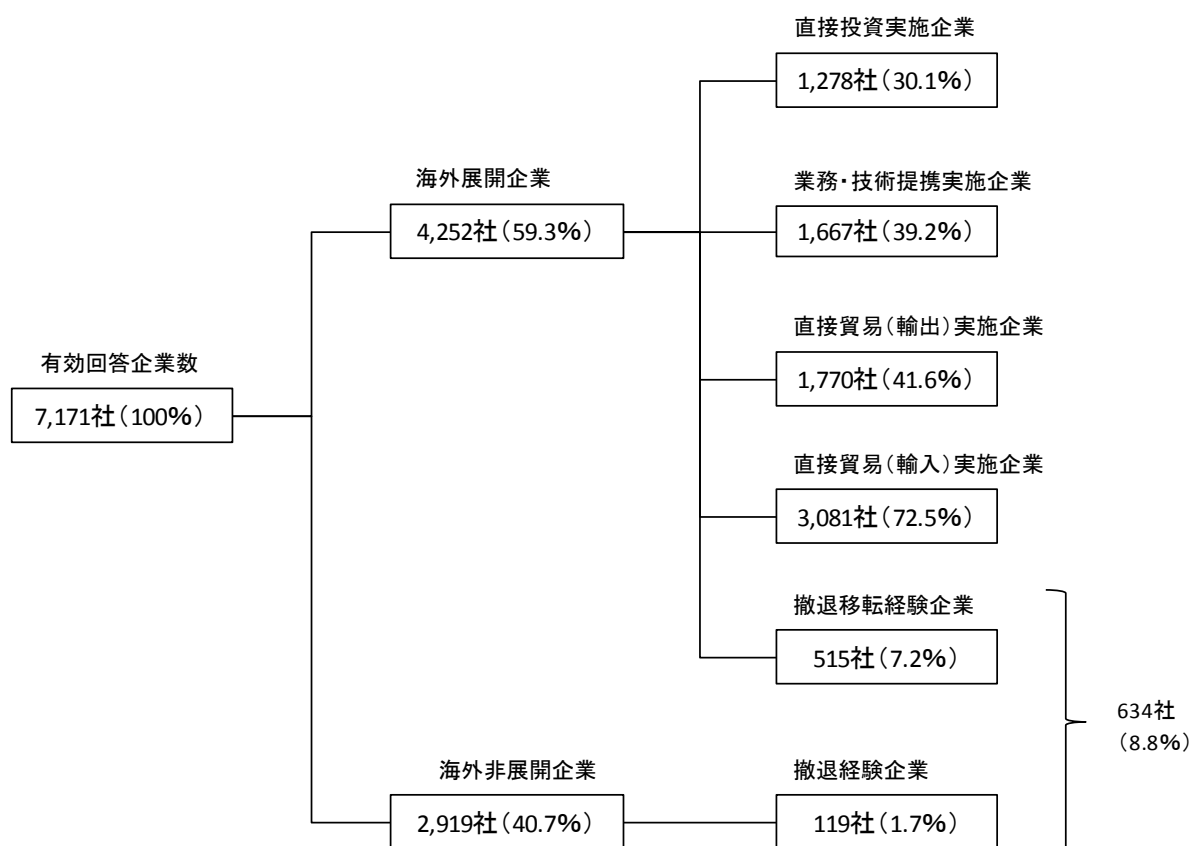 直接投資実施企業
1,278社（30.1%）
海外展開企業
4,252社（59.3%）
業務・技術提携実施企業
1,667社（39.2%）
直接貿易（輸出）実施企業
1,770社（41.6%）
有効回答企業数
7,171社（100%）
直接貿易（輸入）実施企業
3,081社（72.5%）
撤退移転経験企業
515社（7.2%）
634社
（8.8%）
海外非展開企業
2,919社（40.7%）
撤退経験企業
119社（1.7%）